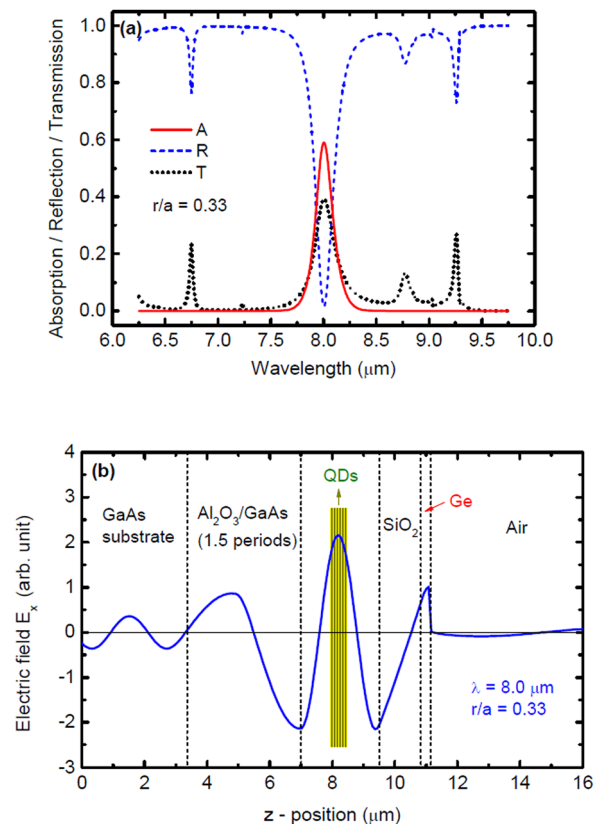 (a)
1.0
0.8
0.6
0.4
0.2
0.0
Absorption / Reflection / Transmission
A
R
T
r/a = 0.33
6.0 6.5 7.0 7.5 8.0 8.5 9.0 9.5 10.0
Wavelength (μm)
(b)
4
3
2
1
0
-1
-2
-3
Electric field Eₓ (arb. unit)
QDs
GaAs
substrate
Al₂O₃/GaAs
(1.5 periods)
SiO₂
Ge
Air
λ = 8.0 μm
r/a = 0.33
0 2 4 6 8 10 12 14 16
z - position (μm)